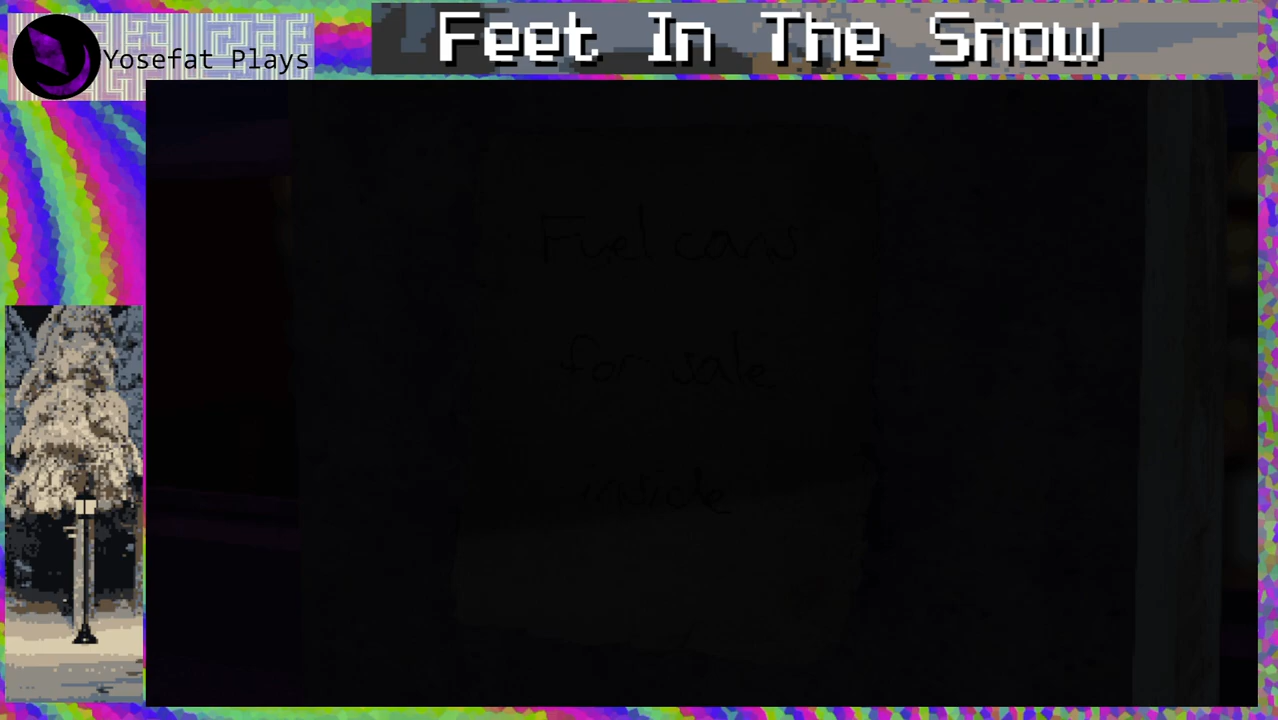 Feet In The Snow
Yosefat Plays
Fuel cans
for sale
inside